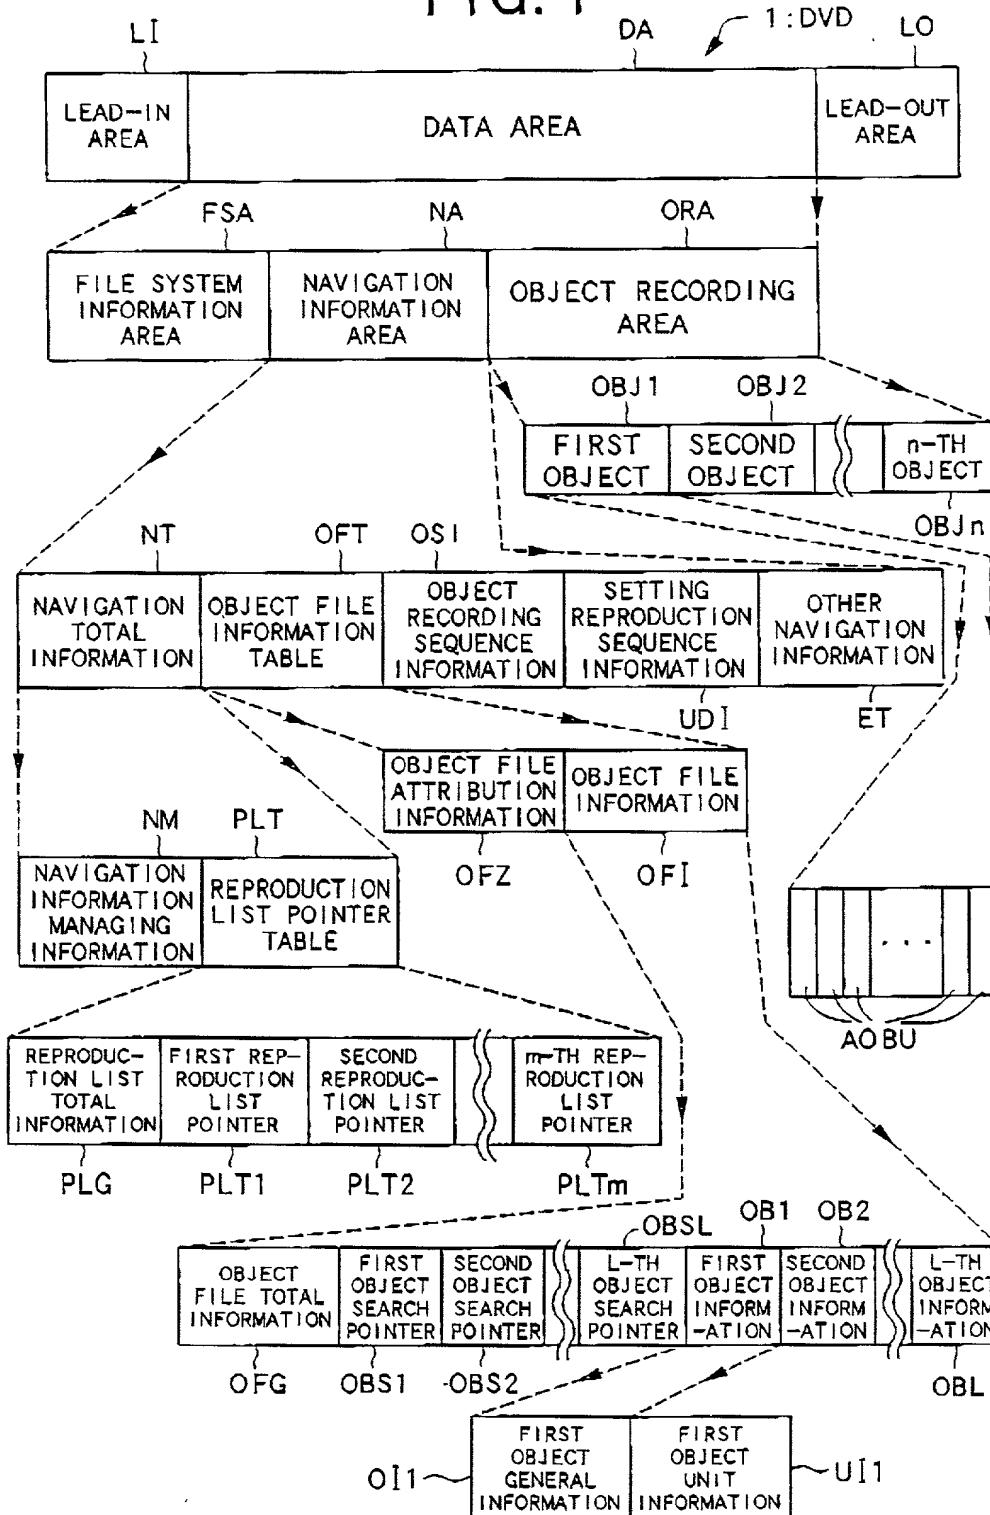 FIG. 1
LI
DA
1:DVD
LO
LEAD-IN
AREA
DATA AREA
LEAD-OUT
AREA
FSA
NA
ORA
FILE SYSTEM
INFORMATION
AREA
NAVIGATION
INFORMATION
AREA
OBJECT RECORDING
AREA
OBJ1
OBJ2
FIRST
OBJECT
SECOND
OBJECT
n-TH
OBJECT
OBJn
NT
OFT
OSI
NAVIGATION
TOTAL
INFORMATION
OBJECT FILE
INFORMATION
TABLE
OBJECT
RECORDING
SEQUENCE
INFORMATION
SETTING
REPRODUCTION
SEQUENCE
INFORMATION
OTHER
NAVIGATION
INFORMATION
UDI
ET
OBJECT FILE
ATTRIBUTION
INFORMATION
OBJECT FILE
INFORMATION
OFZ
OFI
NM
PLT
NAVIGATION
INFORMATION
MANAGING
INFORMATION
REPRODUCTION
LIST POINTER
TABLE
...
AOBU
REPRODUC-
TION LIST
TOTAL
INFORMATION
FIRST REP-
RODUCTION
LIST
POINTER
SECOND
REPRODUC-
TION LIST
POINTER
m-TH REP-
RODUCTION
LIST
POINTER
PLG
PLT1
PLT2
PLTm
OBSL
OB1
OB2
OBJECT
FILE TOTAL
INFORMATION
FIRST
OBJECT
SEARCH
POINTER
SECOND
OBJECT
SEARCH
POINTER
L-TH
OBJECT
SEARCH
POINTER
FIRST
OBJECT
INFORM
-ATION
SECOND
OBJECT
INFORM
-ATION
L-TH
OBJECT
INFORM
-ATION
OFG
OBS1
OBS2
OBL
OI1
FIRST
OBJECT
GENERAL
INFORMATION
FIRST
OBJECT
UNIT
INFORMATION
UI1